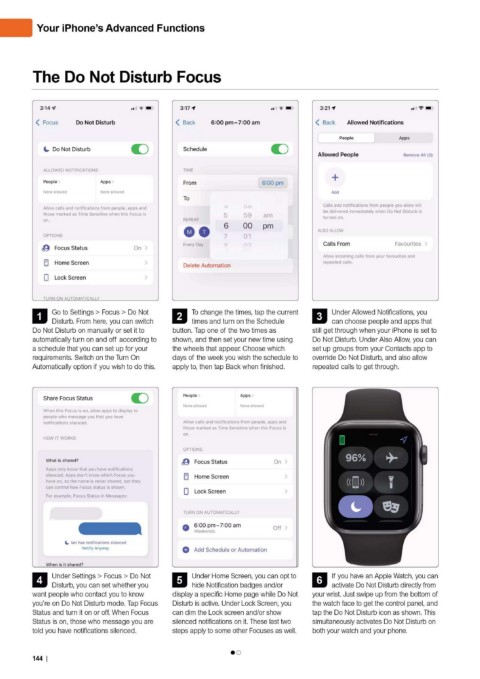 Your iPhone's Advanced Functions
The Do Not Disturb Focus
3:14
Focus
Do Not Disturb
Do Not Disturb
ALLOWED NOTIFICATIONS
People
Apps
None allowed
None allowed
Allow calls and notifications from people, apps and
those marked as Time Sensitive when this Focus is
on.
OPTIONS
Focus Status
On
Home Screen
Lock Screen
TURN ON AUTOMATICALLY
3:17
Back
6:00 pm–7:00 am
Schedule
TIME
From
6:00 pm
To
REPEAT
M
T
Every Day
5 59 am
6 00 pm
7 01
Delete Automation
3:21
Back
Allowed Notifications
People
Apps
Allowed People
Remove All (0)
Add
Calls and notifications from people you allow will
be delivered immediately, even Do Not Disturb is
turned on.
ALSO ALLOW
Calls From
Favourites
Allow incoming calls from your favourites and
repeated calls.
1 Go to Settings > Focus > Do Not
Disturb. From here, you can switch
Do Not Disturb on manually or set it to
automatically turn on and off according to
a schedule that you can set up for your
requirements. Switch on the Turn On
Automatically option if you wish to do this.
2 To change the times, tap the current
times and turn on the Schedule
button. Tap one of the two times as
shown, and then set your new time using
the wheels that appear. Choose which
days of the week you wish the schedule to
apply to, then tap Back when finished.
3 Under Allowed Notifications, you
can choose people and apps that
still get through when your iPhone is set to
Do Not Disturb. Under Also Allow, you can
set up groups from your Contacts app to
override Do Not Disturb, and also allow
repeated calls to get through.
Share Focus Status
When this Focus is on, allow apps to display to
people who message you that you have
notifications silenced.
HOW IT WORKS
What is shared?
Apps only know that you have notifications
silenced. Apps don't know which Focus you
have on, so the name is never shared, but they
can control how Focus status is shown.
For example, Focus Status in Messages:
has notifications silenced
Notify Anyway
When is it shared?
People
Apps
None allowed
None allowed
Allow calls and notifications from people, apps and
those marked as Time Sensitive when this Focus is
on.
OPTIONS
Focus Status
On
Home Screen
Lock Screen
TURN ON AUTOMATICALLY
6:00 pm–7:00 am
Weekends
Off
Add Schedule or Automation
96%
4 Under Settings > Focus > Do Not
Disturb, you can set whether you
want people who contact you to know
you're on Do Not Disturb mode. Tap Focus
Status and turn it on or off. When Focus
Status is on, those who message you are
told you have notifications silenced.
5 Under Home Screen, you can opt to
hide Notification badges and/or
display a specific Home page while Do Not
Disturb is active. Under Lock Screen, you
can dim the Lock screen and/or show
silenced notifications on it. These last two
steps apply to some other Focuses as well.
6 If you have an Apple Watch, you can
activate Do Not Disturb directly from
your wrist. Just swipe up from the bottom of
the watch face to get the control panel, and
tap the Do Not Disturb icon as shown. This
simultaneously activates Do Not Disturb on
both your watch and your phone.
144 |